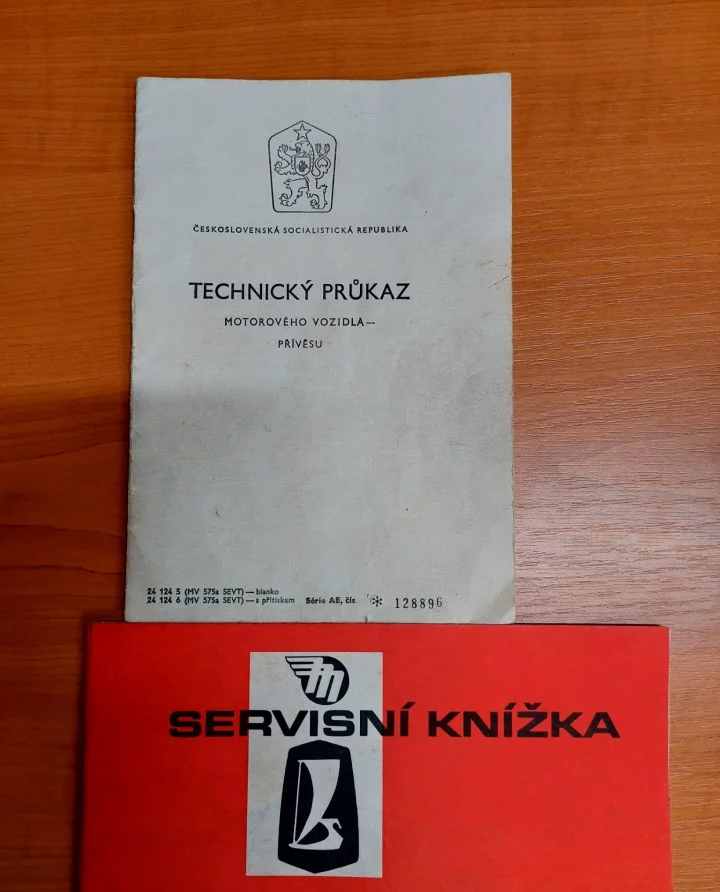 ČESKOSLOVENSKÁ SOCIALISTICKÁ REPUBLIKA
TECHNICKÝ PRŮKAZ
MOTOROVÉHO VOZIDLA —
PŘÍVĚSU
24 124 5 (MV 575a SEVT) — blanko
24 124 6 (MV 575a SEVT) — s přítiskem Série AE, čís. * 128896
M
SERVISNÍ KNÍŽKA